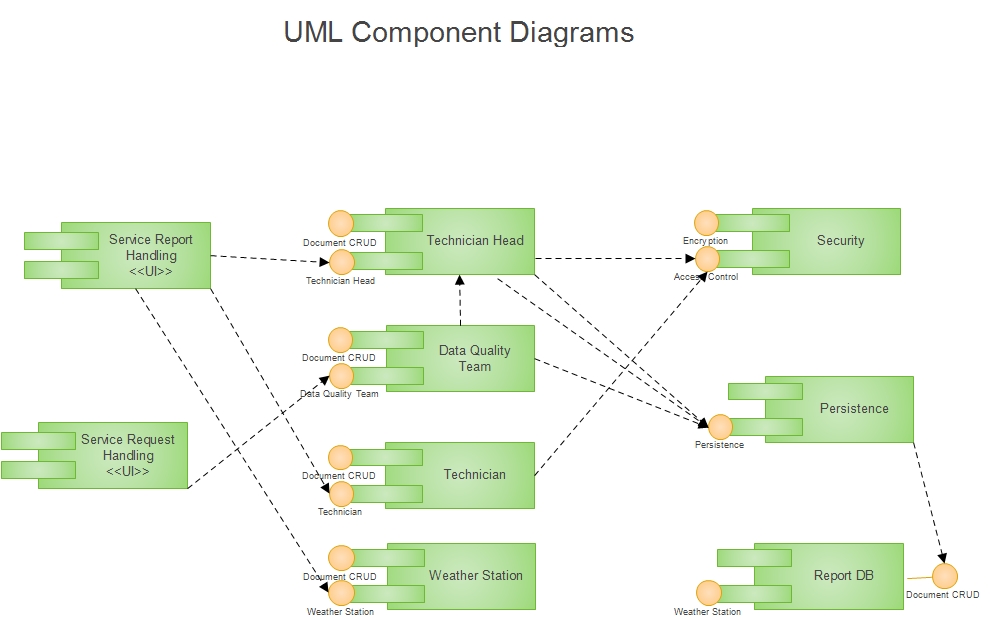 UML Component Diagrams
Service Report
Handling
<<UI>>
Document CRUD
Technician Head
Technician Head
Encryption
Security
Access Control
Document CRUD
Data Quality
Team
Data Quality Team
Persistence
Persistence
Service Request
Handling
<<UI>>
Document CRUD
Technician
Technician
Document CRUD
Weather Station
Weather Station
Report DB
Weather Station
Document CRUD